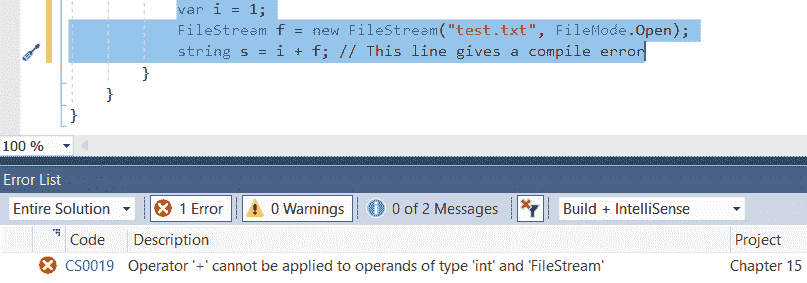 var i = 1;
FileStream f = new FileStream("test.txt", FileMode.Open);
string s = i + f; // This line gives a compile error
}
}
}
100 %
Error List
Entire Solution 1 Error 0 Warnings 0 of 2 Messages Build + IntelliSense
Code Description Project
CS0019 Operator '+' cannot be applied to operands of type 'int' and 'FileStream' Chapter 15